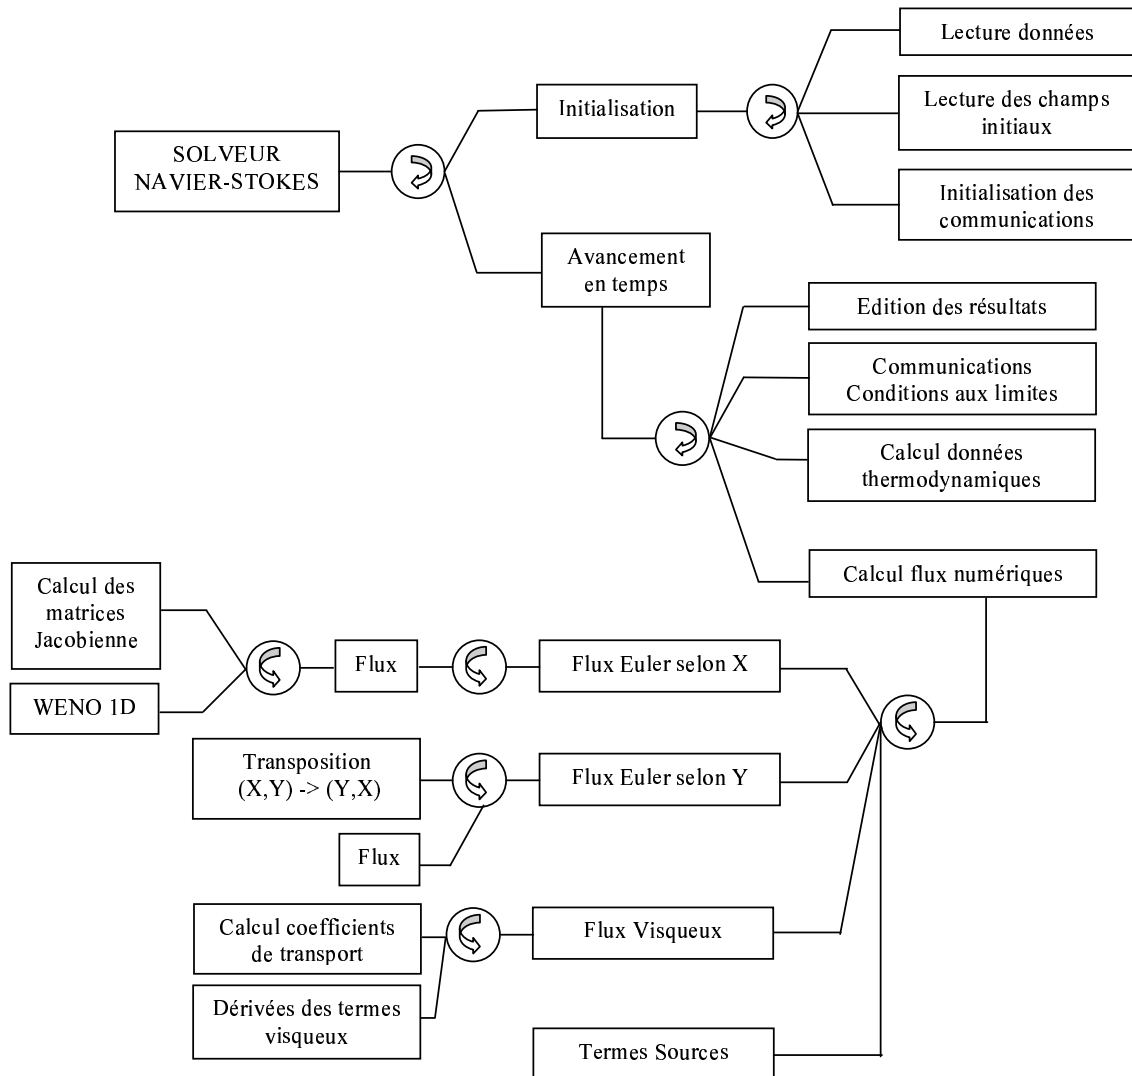 Lecture données
Lecture des champs
initiaux
Initialisation des
communications
Initialisation
SOLVEUR
NAVIER-STOKES
Avancement
en temps
Edition des résultats
Communications
Conditions aux limites
Calcul données
thermodynamiques
Calcul flux numériques
Calcul des
matrices
Jacobienne
WENO 1D
Flux
Flux Euler selon X
Transposition
(X,Y) -> (Y,X)
Flux Euler selon Y
Flux
Calcul coefficients
de transport
Flux Visqueux
Dérivées des termes
visqueux
Termes Sources